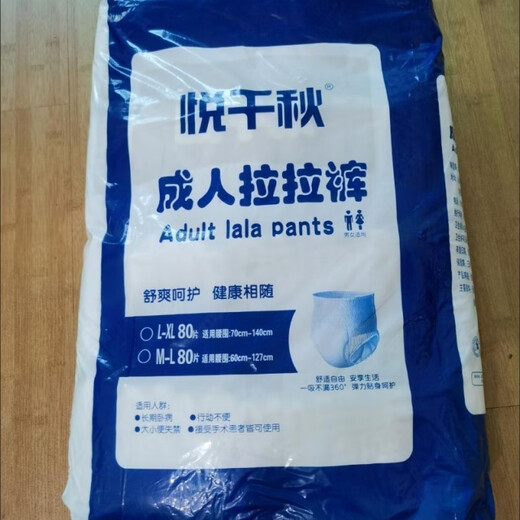 悦千秋®
成人拉拉裤
Adult lala pants
男女适用
舒爽呵护 健康相随
L-XL 80片 适用腰围:70cm-140cm
M-L 80片 适用腰围:60cm-127cm
舒适自由 安享生活
一吸不漏360° 弹力贴身呵护
适用人群:
●长期卧病 ●行动不便
●大小便失禁 ●接受手术患者皆可使用